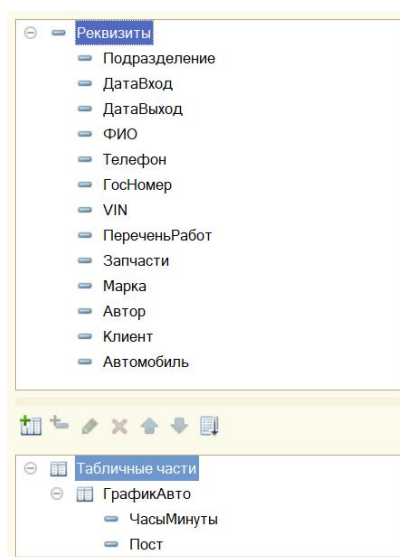 Реквизиты
Подразделение
ДатаВход
ДатаВыход
ФИО
Телефон
ГосНомер
VIN
ПереченьРабот
Запчасти
Марка
Автор
Клиент
Автомобиль
Табличные части
ГрафикАвто
ЧасыМинуты
Пост